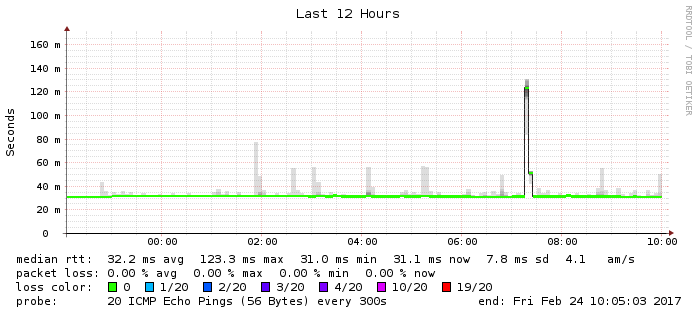 Last 12 Hours
RRDTOOL / TOBI OETIKER
Seconds
160 m
140 m
120 m
100 m
80 m
60 m
40 m
20 m
0
00:00 02:00 04:00 06:00 08:00 10:00
median rtt: 32.2 ms avg 123.3 ms max 31.0 ms min 31.1 ms now 7.8 ms sd 4.1 am/s
packet loss: 0.00 % avg 0.00 % max 0.00 % min 0.00 % now
loss color: 0 1/20 2/20 3/20 4/20 10/20 19/20
probe: 20 ICMP Echo Pings (56 Bytes) every 300s end: Fri Feb 24 10:05:03 2017